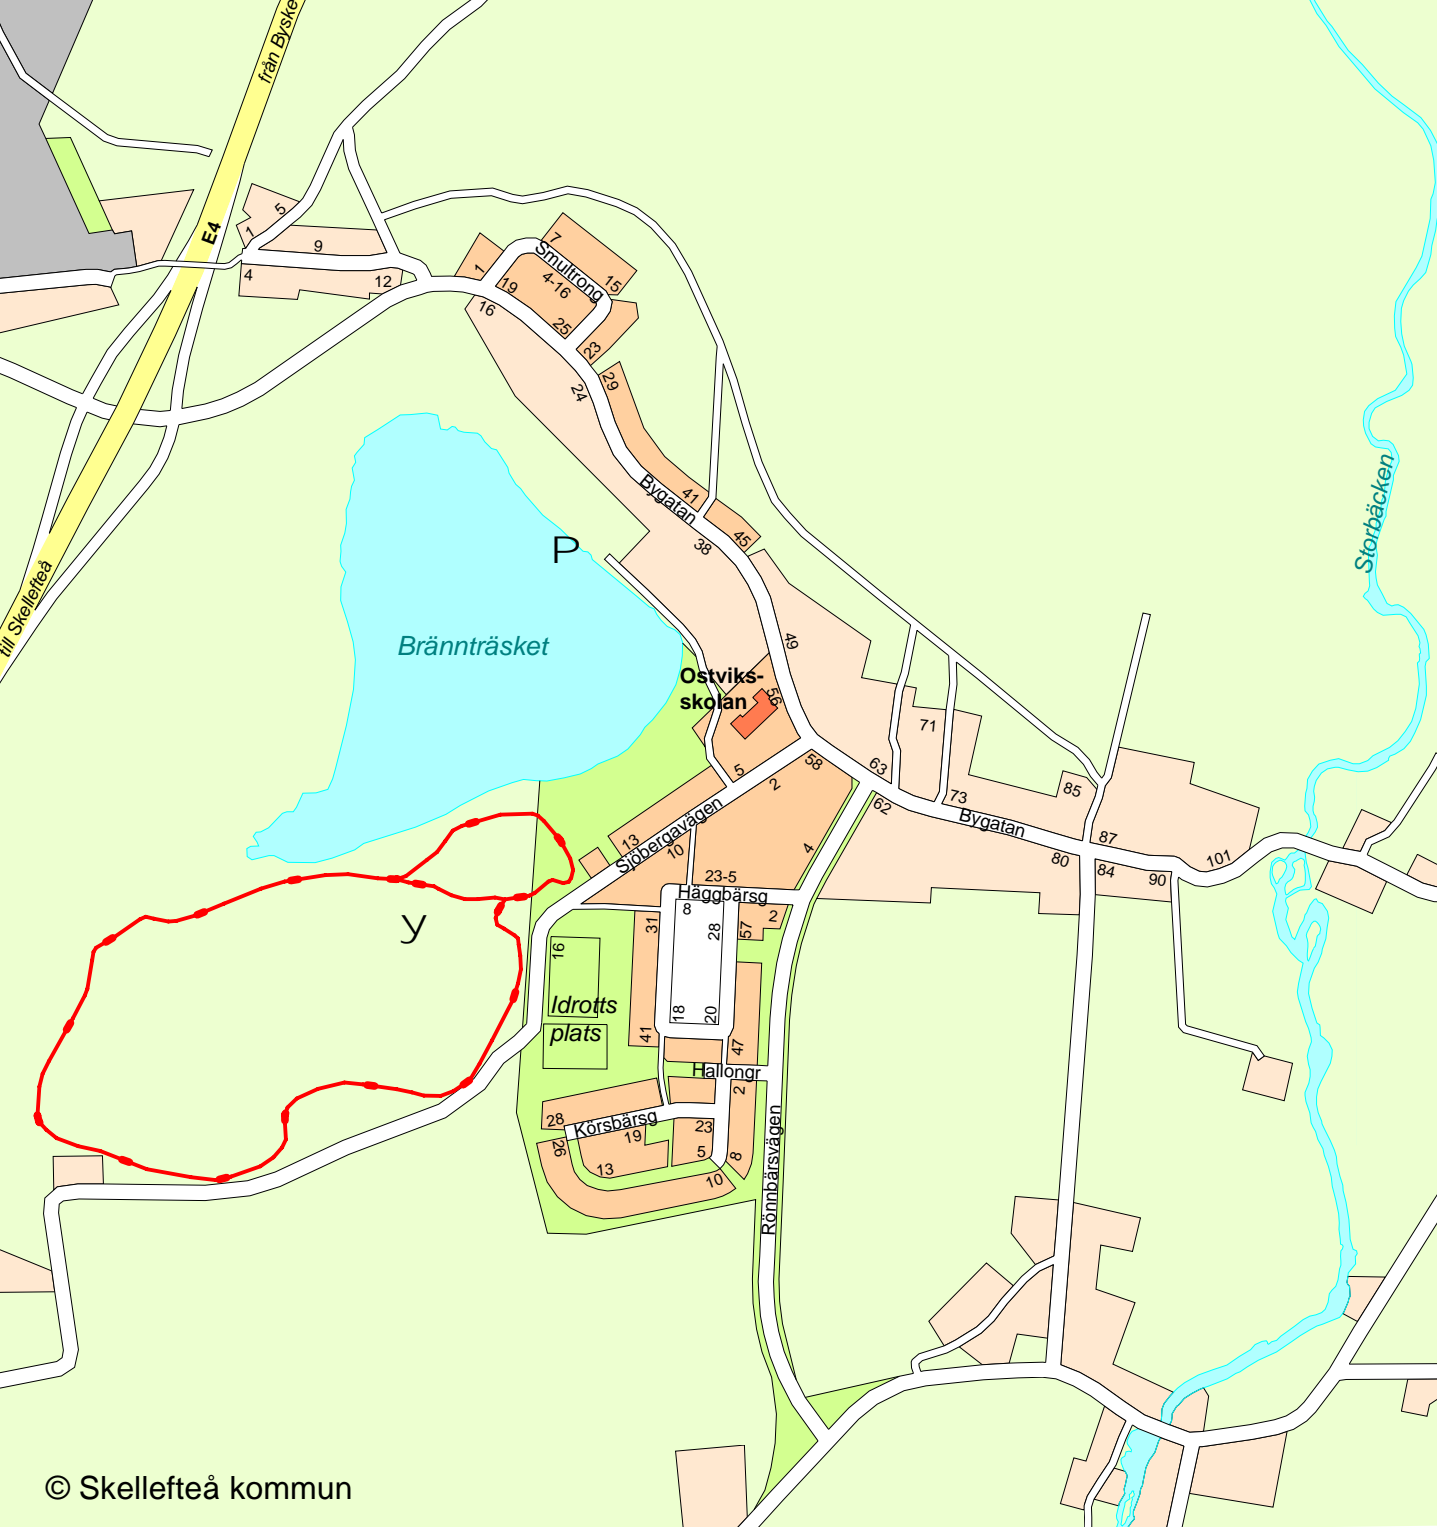 från Byske
E4
5
1
9
4
12
7
Smultrong
1
19
4-16
15
16
25
23
24
29
Bygatan
41
45
38
P
Storbäcken
till Skellefteå
Brännträsket
49
Ostviks-
skolan
56
71
58
63
5
2
62
73
85
Bygatan
13
Sjöbergavägen
10
4
87
80
84
90
101
23-5
Häggbärsg
8
2
31
28
57
y
16
Idrotts
plats
18
20
41
47
Hallongr
2
28
Körsbärsg
19
23
26
13
5
8
10
Rönnbärsvägen
© Skellefteå kommun